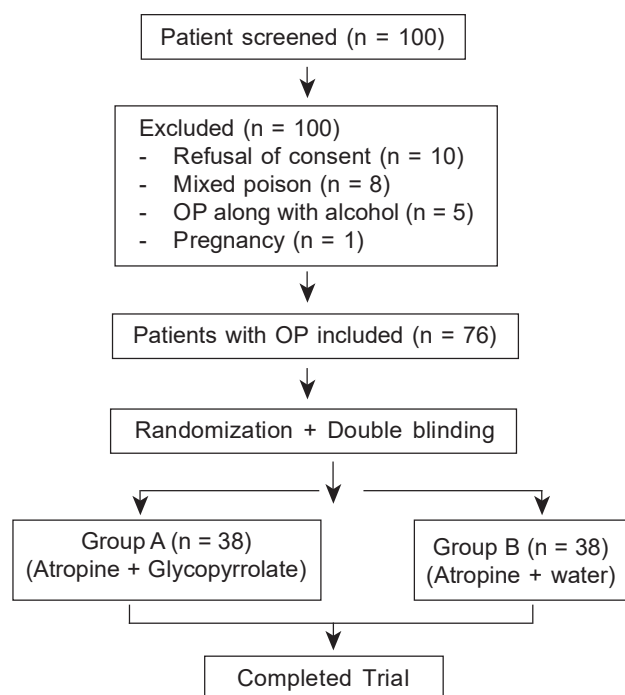 Patient screened (n = 100)
Excluded (n = 100)
- Refusal of consent (n = 10)
- Mixed poison (n = 8)
- OP along with alcohol (n = 5)
- Pregnancy (n = 1)
Patients with OP included (n = 76)
Randomization + Double blinding
Group A (n = 38)
(Atropine + Glycopyrrolate)
Group B (n = 38)
(Atropine + water)
Completed Trial